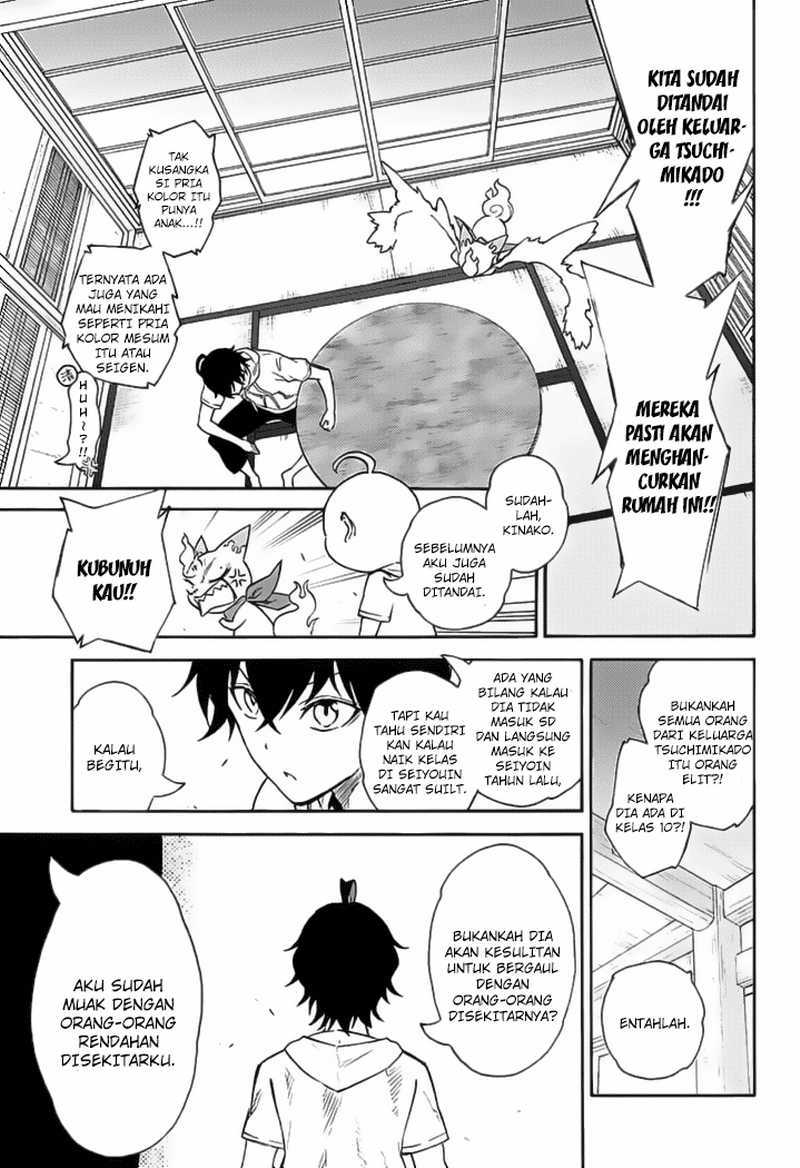 KITA SUDAH
DITANDAI
OLEH KELUAR-
GA TSUCHI-
MIKADO
!!!
MEREKA
PASTI AKAN
MENGHAN-
CURKAN
RUMAH INI!!
TAK
KUSANGKA
SI PRIA
KOLOR ITU
PUNYA
ANAK...!!
TERNYATA ADA
JUGA YANG
MAU MENIKAHI
SEPERTI PRIA
KOLOR MESUM
ITU ATAU
SEIGEN.
清
HUH~?!!
SUDAH-
LAH,
KINAKO.
SEBELUMNYA
AKU JUGA
SUDAH
DITANDAI.
KUBUNUH
KAU!!
BUKANKAH
SEMUA ORANG
DARI KELUARGA
TSUCHIMIKADO
ITU ORANG
ELIT?!
KENAPA
DIA ADA DI
KELAS 10?!
ENTAHLAH.
ADA YANG
BILANG KALAU
DIA TIDAK
MASUK SD
DAN LANGSUNG
MASUK KE
SEIYOIN
TAHUN LALU,
TAPI KAU
TAHU SENDIRI
KAN KALAU
NAIK KELAS
DI SEIYOUIN
SANGAT SUILT.
KALAU
BEGITU,
BUKANKAH DIA
AKAN KESULITAN
UNTUK BERGAUL
DENGAN
ORANG-ORANG
DISEKITARNYA?
AKU SUDAH
MUAK DENGAN
ORANG-ORANG
RENDAHAN
DISEKITARKU.